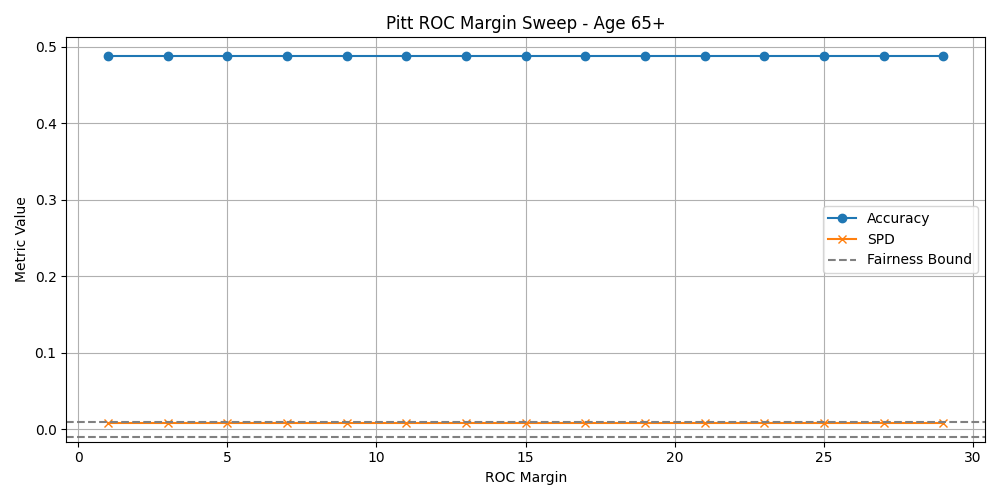 Pitt ROC Margin Sweep - Age 65+
Metric Value
0.5
0.4
0.3
0.2
0.1
0.0
Accuracy
SPD
Fairness Bound
0 5 10 15 20 25 30
ROC Margin